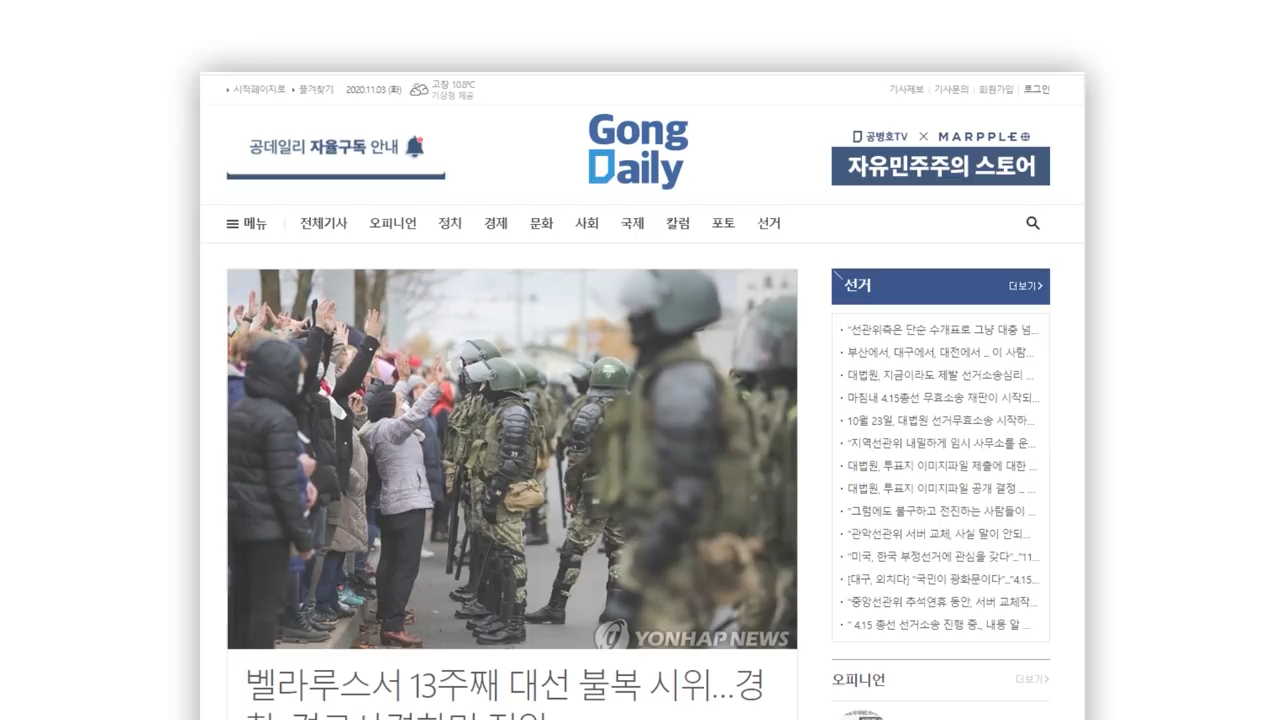 시작페이지로 즐겨찾기 2020.11.03 (화) 고창 10.8℃
기상청 제공
기사제보 기사문의 회원가입 로그인
공데일리 자율구독 안내
Gong
Daily
공병호TV × MARPPLE
자유민주주의 스토어
메뉴 전체기사 오피니언 정치 경제 문화 사회 국제 칼럼 포토 선거
YONHAP NEWS
벨라루스서 13주째 대선 불복 시위...경
선거 더보기
"선관위측은 단순 수개표로 그냥 대충 넘...
부산에서, 대구에서, 대전에서 ... 이 사람...
대법원, 지금이라도 제발 선거소송심리 ...
마침내 4.15총선 무효소송 재판이 시작되...
10월 23일, 대법원 선거무효소송 시작하...
"지역선관위 내밀하게 임시 사무소를 운...
대법원, 투표지 이미지파일 제출에 대한 ...
대법원, 투표지 이미지파일 공개 결정 ... ...
"그럼에도 불구하고 전진하는 사람들이 ...
"관악선관위 서버 교체, 사실 말이 안되...
"미국, 한국 부정선거에 관심을 갖다"..."11...
[대구, 외치다] "국민이 광화문이다"..."4.15...
"중앙선관위 추석연휴 동안, 서버 교체작...
" 4.15 총선 선거소송 진행 중., 내용 알 ...
오피니언 더보기